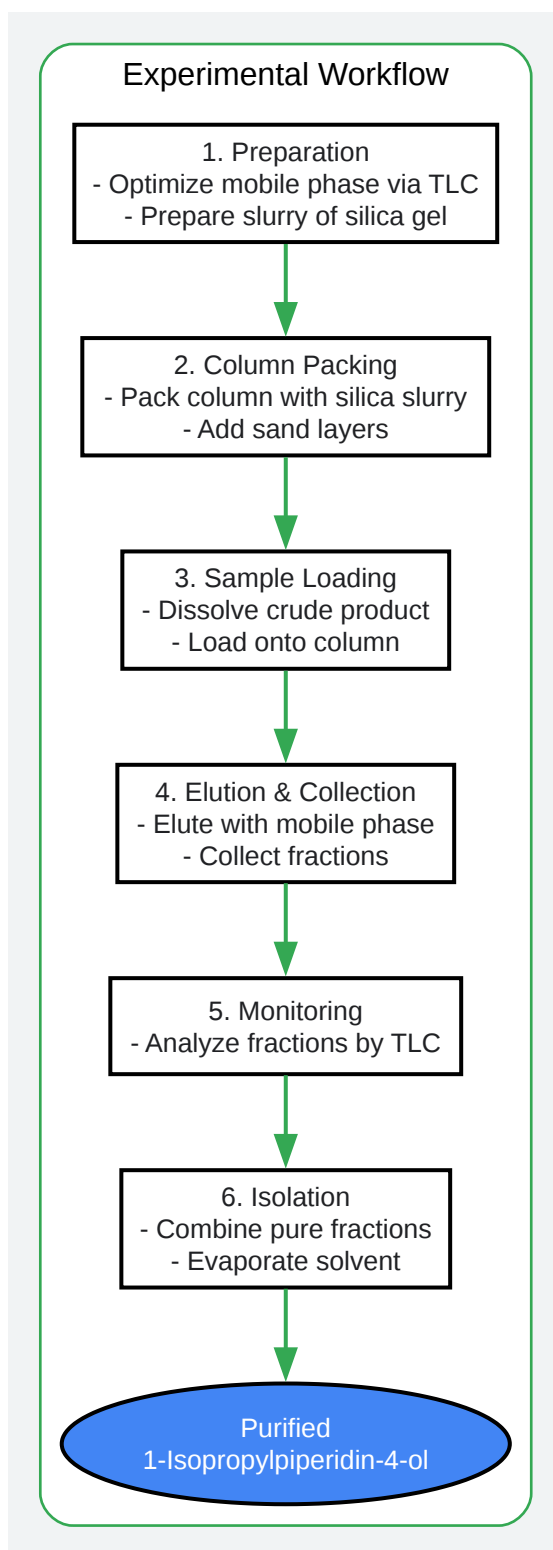 Experimental Workflow
1. Preparation
- Optimize mobile phase via TLC
- Prepare slurry of silica gel
2. Column Packing
- Pack column with silica slurry
- Add sand layers
3. Sample Loading
- Dissolve crude product
- Load onto column
4. Elution & Collection
- Elute with mobile phase
- Collect fractions
5. Monitoring
- Analyze fractions by TLC
6. Isolation
- Combine pure fractions
- Evaporate solvent
Purified
1-Isopropylpiperidin-4-ol